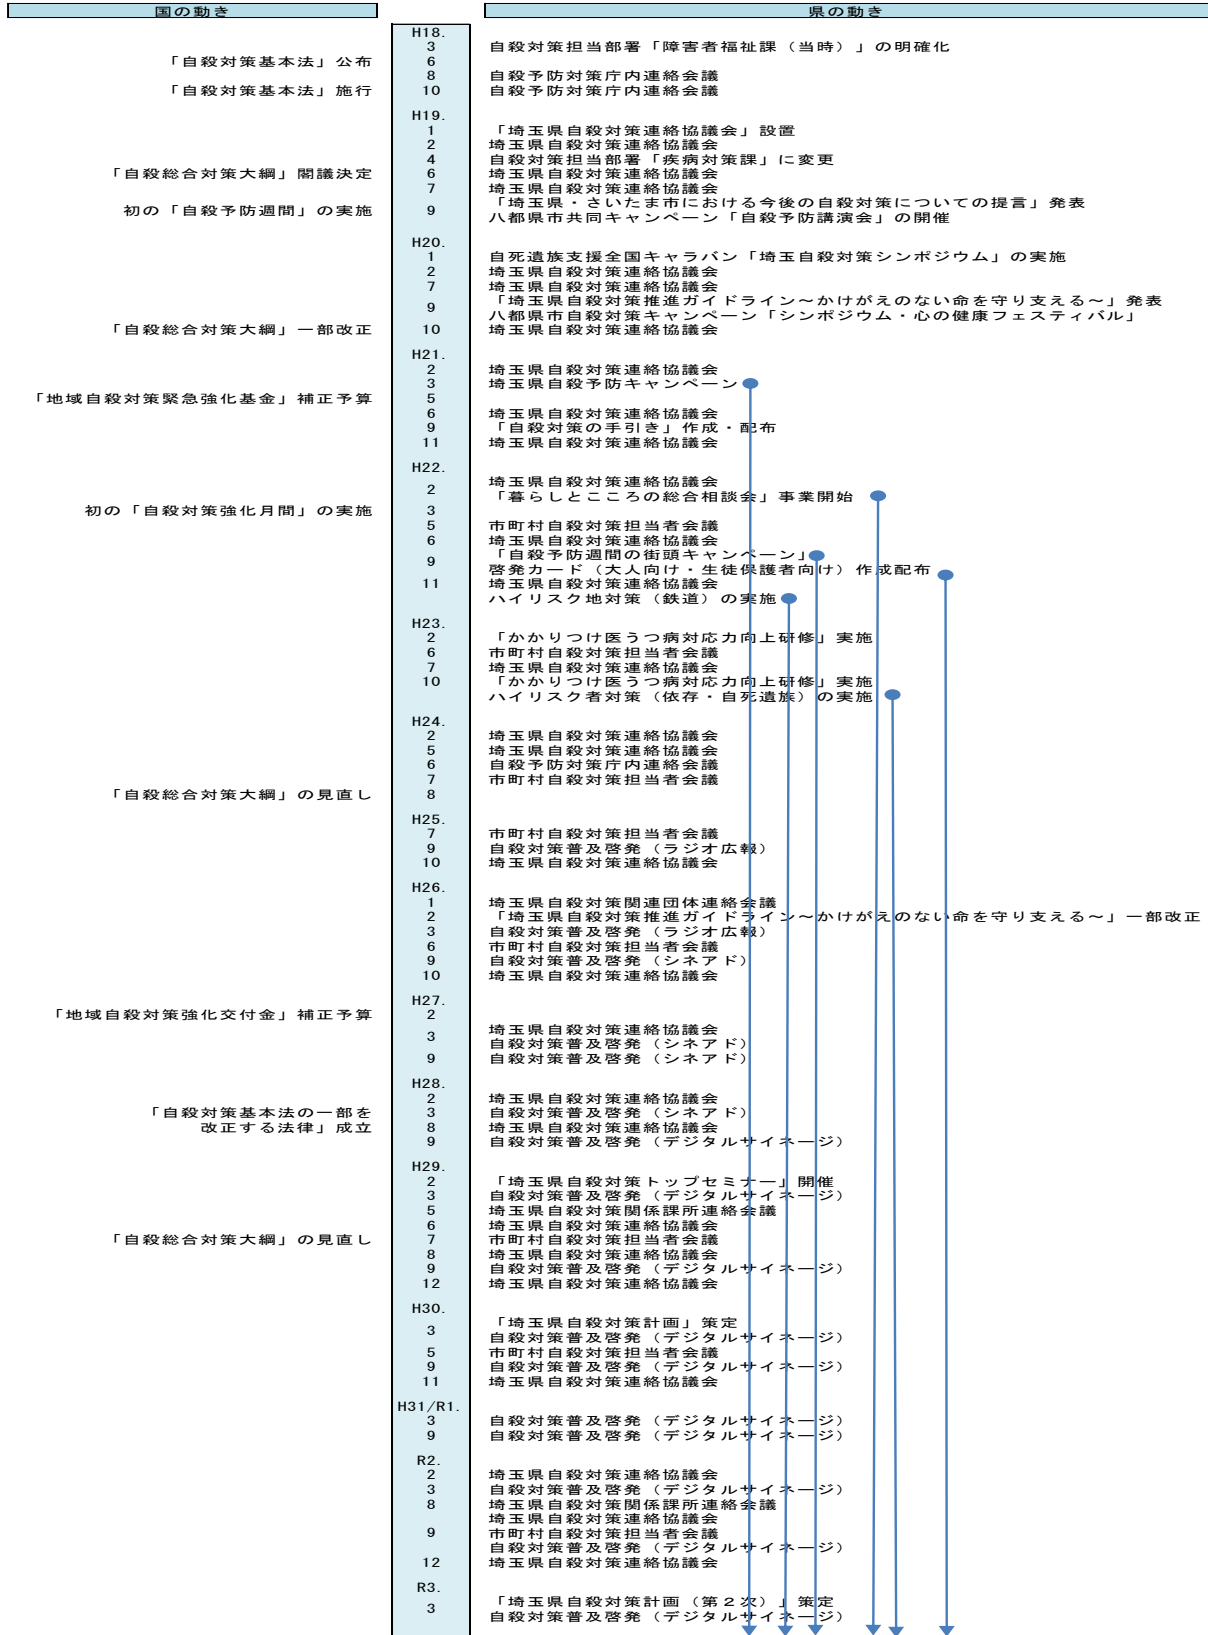 国の動き
県の動き
H18.
3 自殺対策担当部署「障害者福祉課（当時）」の明確化
「自殺対策基本法」公布 6
8 自殺予防対策庁内連絡会議
「自殺対策基本法」施行 10 自殺予防対策庁内連絡会議
H19.
1 「埼玉県自殺対策連絡協議会」設置
2 埼玉県自殺対策連絡協議会
4 自殺対策担当部署「疾病対策課」に変更
「自殺総合対策大綱」閣議決定 6 埼玉県自殺対策連絡協議会
7 埼玉県自殺対策連絡協議会
初の「自殺予防週間」の実施 9 「埼玉県・さいたま市における今後の自殺対策についての提言」発表
八都県市共同キャンペーン「自殺予防講演会」の開催
H20.
1 自死遺族支援全国キャラバン「埼玉自殺対策シンポジウム」の実施
2 埼玉県自殺対策連絡協議会
7 埼玉県自殺対策連絡協議会
9 「埼玉県自殺対策推進ガイドライン～かけがえのない命を守り支える～」発表
八都県市自殺対策キャンペーン「シンポジウム・心の健康フェスティバル」
「自殺総合対策大綱」一部改正 10 埼玉県自殺対策連絡協議会
H21.
2 埼玉県自殺対策連絡協議会
3 埼玉県自殺予防キャンペーン
「地域自殺対策緊急強化基金」補正予算 5
6 埼玉県自殺対策連絡協議会
9 「自殺対策の手引き」作成・配布
11 埼玉県自殺対策連絡協議会
H22.
2 埼玉県自殺対策連絡協議会
「暮らしとこころの総合相談会」事業開始
初の「自殺対策強化月間」の実施 3
5 市町村自殺対策担当者会議
6 埼玉県自殺対策連絡協議会
9 「自殺予防週間の街頭キャンペーン」
啓発カード（大人向け・生徒保護者向け）作成配布
11 埼玉県自殺対策連絡協議会
ハイリスク地対策（鉄道）の実施
H23.
2 「かかりつけ医うつ病対応力向上研修」実施
6 市町村自殺対策担当者会議
7 埼玉県自殺対策連絡協議会
10 「かかりつけ医うつ病対応力向上研修」実施
ハイリスク者対策（依存・自死遺族）の実施
H24.
2 埼玉県自殺対策連絡協議会
5 埼玉県自殺対策連絡協議会
6 自殺予防対策庁内連絡会議
7 市町村自殺対策担当者会議
「自殺総合対策大綱」の見直し 8
H25.
7 市町村自殺対策担当者会議
9 自殺対策普及啓発（ラジオ広報）
10 埼玉県自殺対策連絡協議会
H26.
1 埼玉県自殺対策関連団体連絡会議
2 「埼玉県自殺対策推進ガイドライン～かけがえのない命を守り支える～」一部改正
3 自殺対策普及啓発（ラジオ広報）
6 市町村自殺対策担当者会議
9 自殺対策普及啓発（シネアド）
10 埼玉県自殺対策連絡協議会
H27.
「地域自殺対策強化交付金」補正予算 2
3 埼玉県自殺対策連絡協議会
自殺対策普及啓発（シネアド）
9 自殺対策普及啓発（シネアド）
H28.
2 埼玉県自殺対策連絡協議会
「自殺対策基本法の一部を 3 自殺対策普及啓発（シネアド）
改正する法律」成立 8 埼玉県自殺対策連絡協議会
9 自殺対策普及啓発（デジタルサイネージ）
H29.
2 「埼玉県自殺対策トップセミナー」開催
3 自殺対策普及啓発（デジタルサイネージ）
5 埼玉県自殺対策関係課所連絡会議
6 埼玉県自殺対策連絡協議会
「自殺総合対策大綱」の見直し 7 市町村自殺対策担当者会議
8 埼玉県自殺対策連絡協議会
9 自殺対策普及啓発（デジタルサイネージ）
12 埼玉県自殺対策連絡協議会
H30.
3 「埼玉県自殺対策計画」策定
自殺対策普及啓発（デジタルサイネージ）
5 市町村自殺対策担当者会議
9 自殺対策普及啓発（デジタルサイネージ）
11 埼玉県自殺対策連絡協議会
H31/R1.
3 自殺対策普及啓発（デジタルサイネージ）
9 自殺対策普及啓発（デジタルサイネージ）
R2.
2 埼玉県自殺対策連絡協議会
3 自殺対策普及啓発（デジタルサイネージ）
8 埼玉県自殺対策関係課所連絡会議
埼玉県自殺対策連絡協議会
9 市町村自殺対策担当者会議
自殺対策普及啓発（デジタルサイネージ）
12 埼玉県自殺対策連絡協議会
R3.
3 「埼玉県自殺対策計画（第２次）」策定
自殺対策普及啓発（デジタルサイネージ）